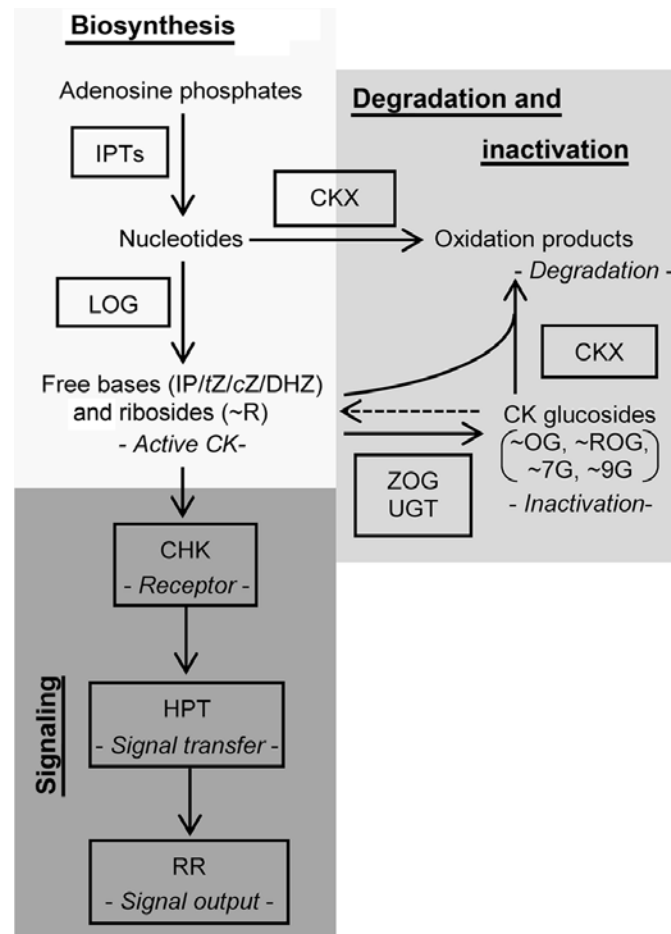 Biosynthesis
Adenosine phosphates
IPTs
Nucleotides
LOG
Free bases (IP/tZ/cZ/DHZ)
and ribosides (~R)
- Active CK-
Degradation and
inactivation
CKX
Oxidation products
- Degradation -
CKX
CK glucosides
(~OG, ~ROG,
~7G, ~9G)
- Inactivation-
ZOG
UGT
Signaling
CHK
- Receptor -
HPT
- Signal transfer -
RR
- Signal output -